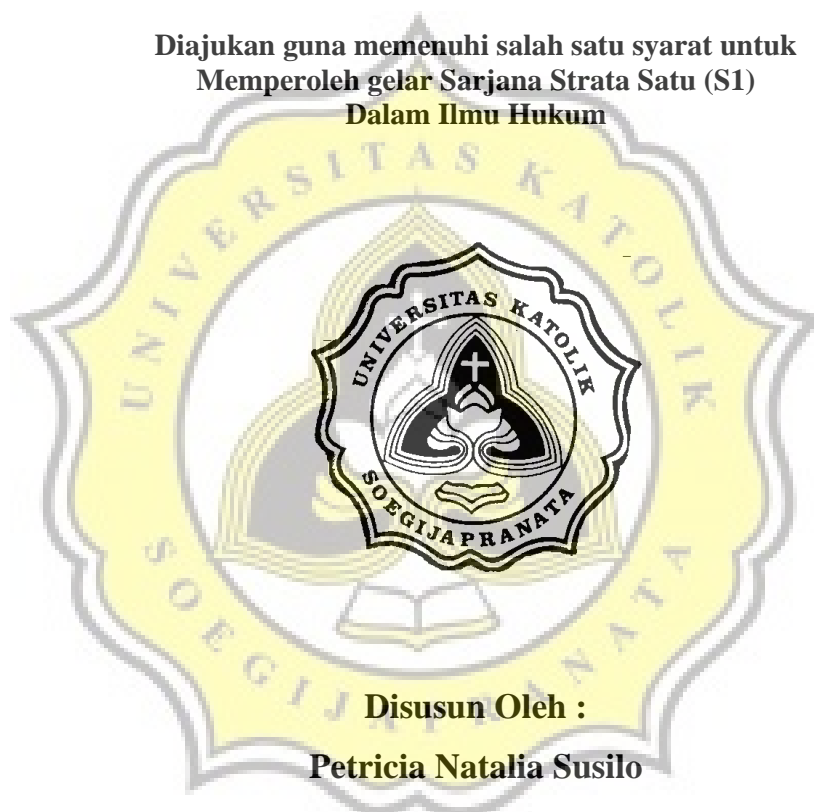 Diajukan guna memenuhi salah satu syarat untuk
Memperoleh gelar Sarjana Strata Satu (S1)
Dalam Ilmu Hukum
UNIVERSITAS KATOLIK
SOEGIJAPRANATA
UNIVERSITAS KATOLIK
SOEGIJAPRANATA
Disusun Oleh :
Petricia Natalia Susilo